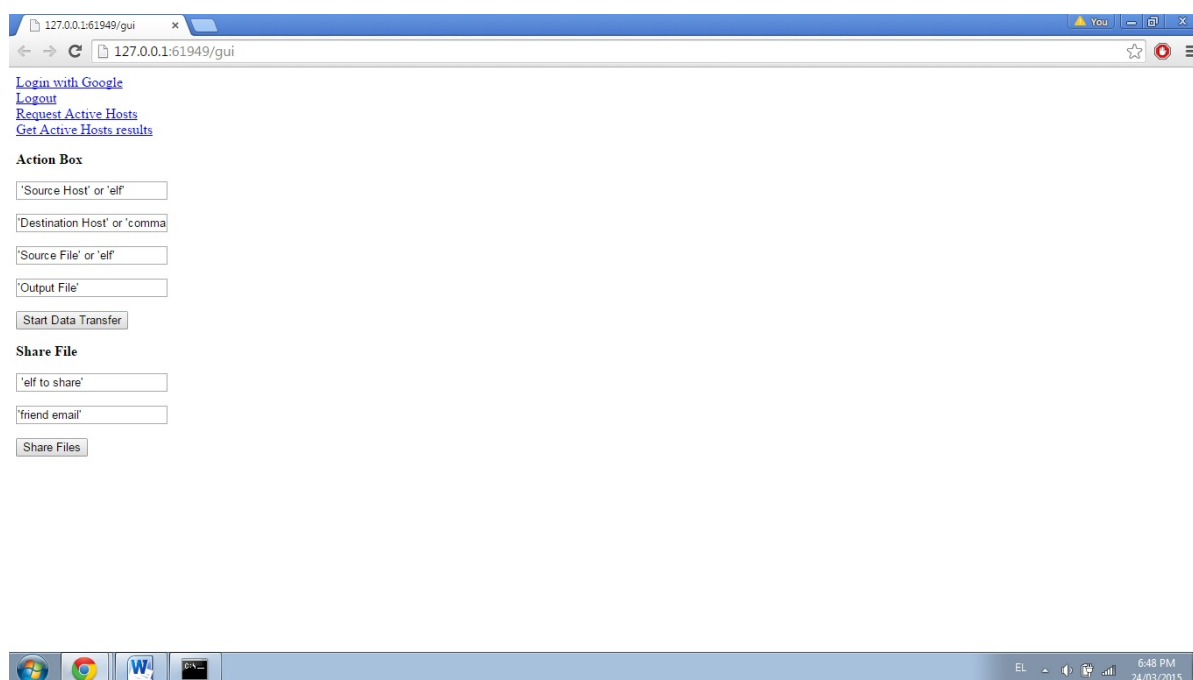 127.0.0.1:61949/gui
You
127.0.0.1:61949/gui
Login with Google
Logout
Request Active Hosts
Get Active Hosts results
Action Box
'Source Host' or 'elf'
'Destination Host' or 'comma
'Source File' or 'elf'
'Output File'
Start Data Transfer
Share File
'elf to share'
'friend email'
Share Files
W
C:\_
EL
6:48 PM
24/03/2015